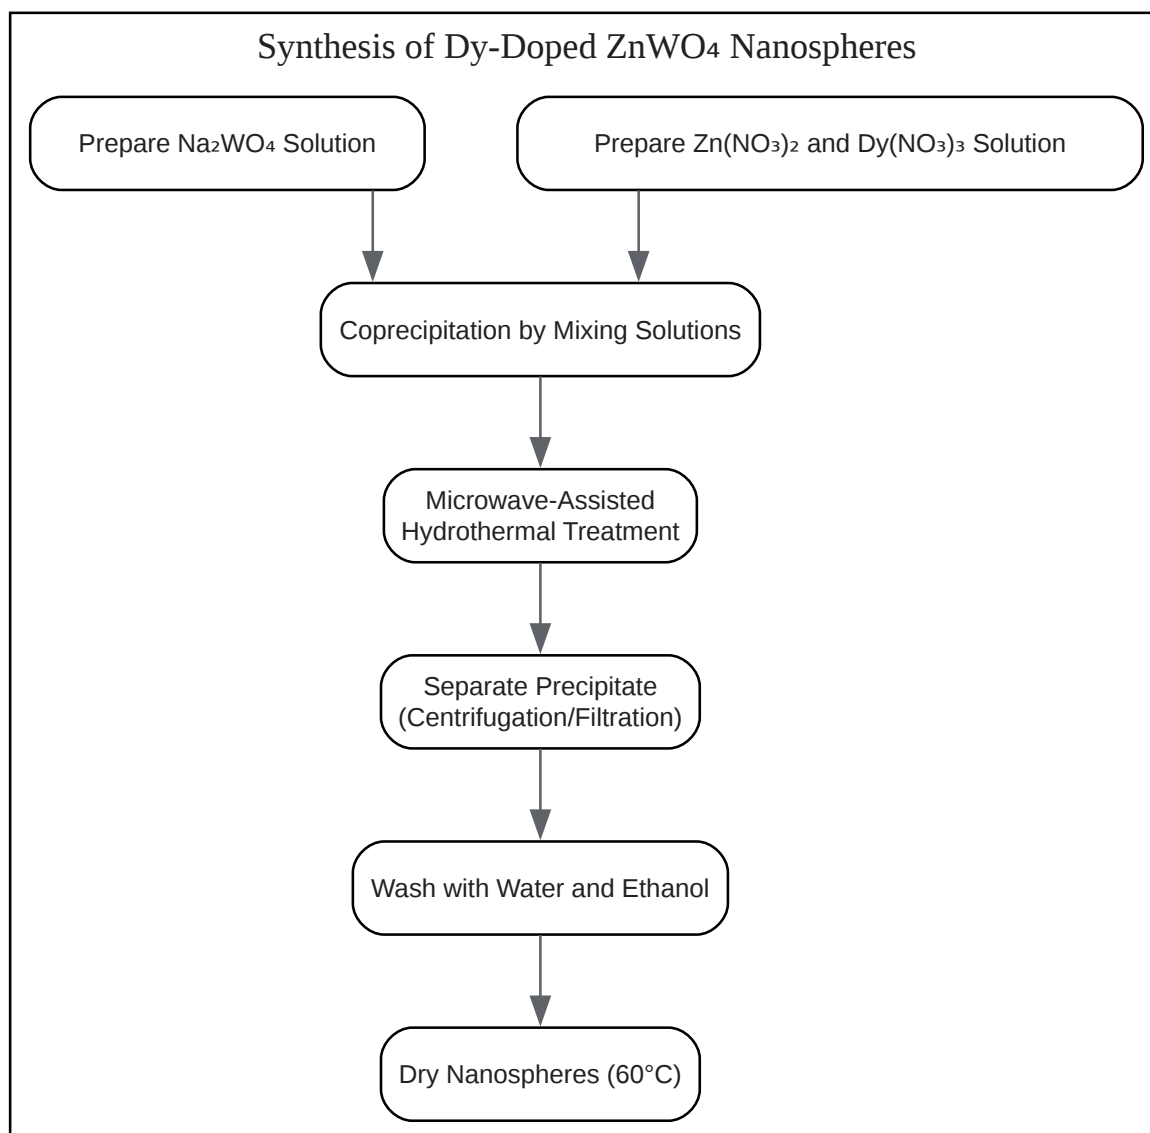 Synthesis of Dy-Doped ZnWO₄ Nanospheres
Prepare Na₂WO₄ Solution
Prepare Zn(NO₃)₂ and Dy(NO₃)₃ Solution
Coprecipitation by Mixing Solutions
Microwave-Assisted
Hydrothermal Treatment
Separate Precipitate
(Centrifugation/Filtration)
Wash with Water and Ethanol
Dry Nanospheres (60°C)